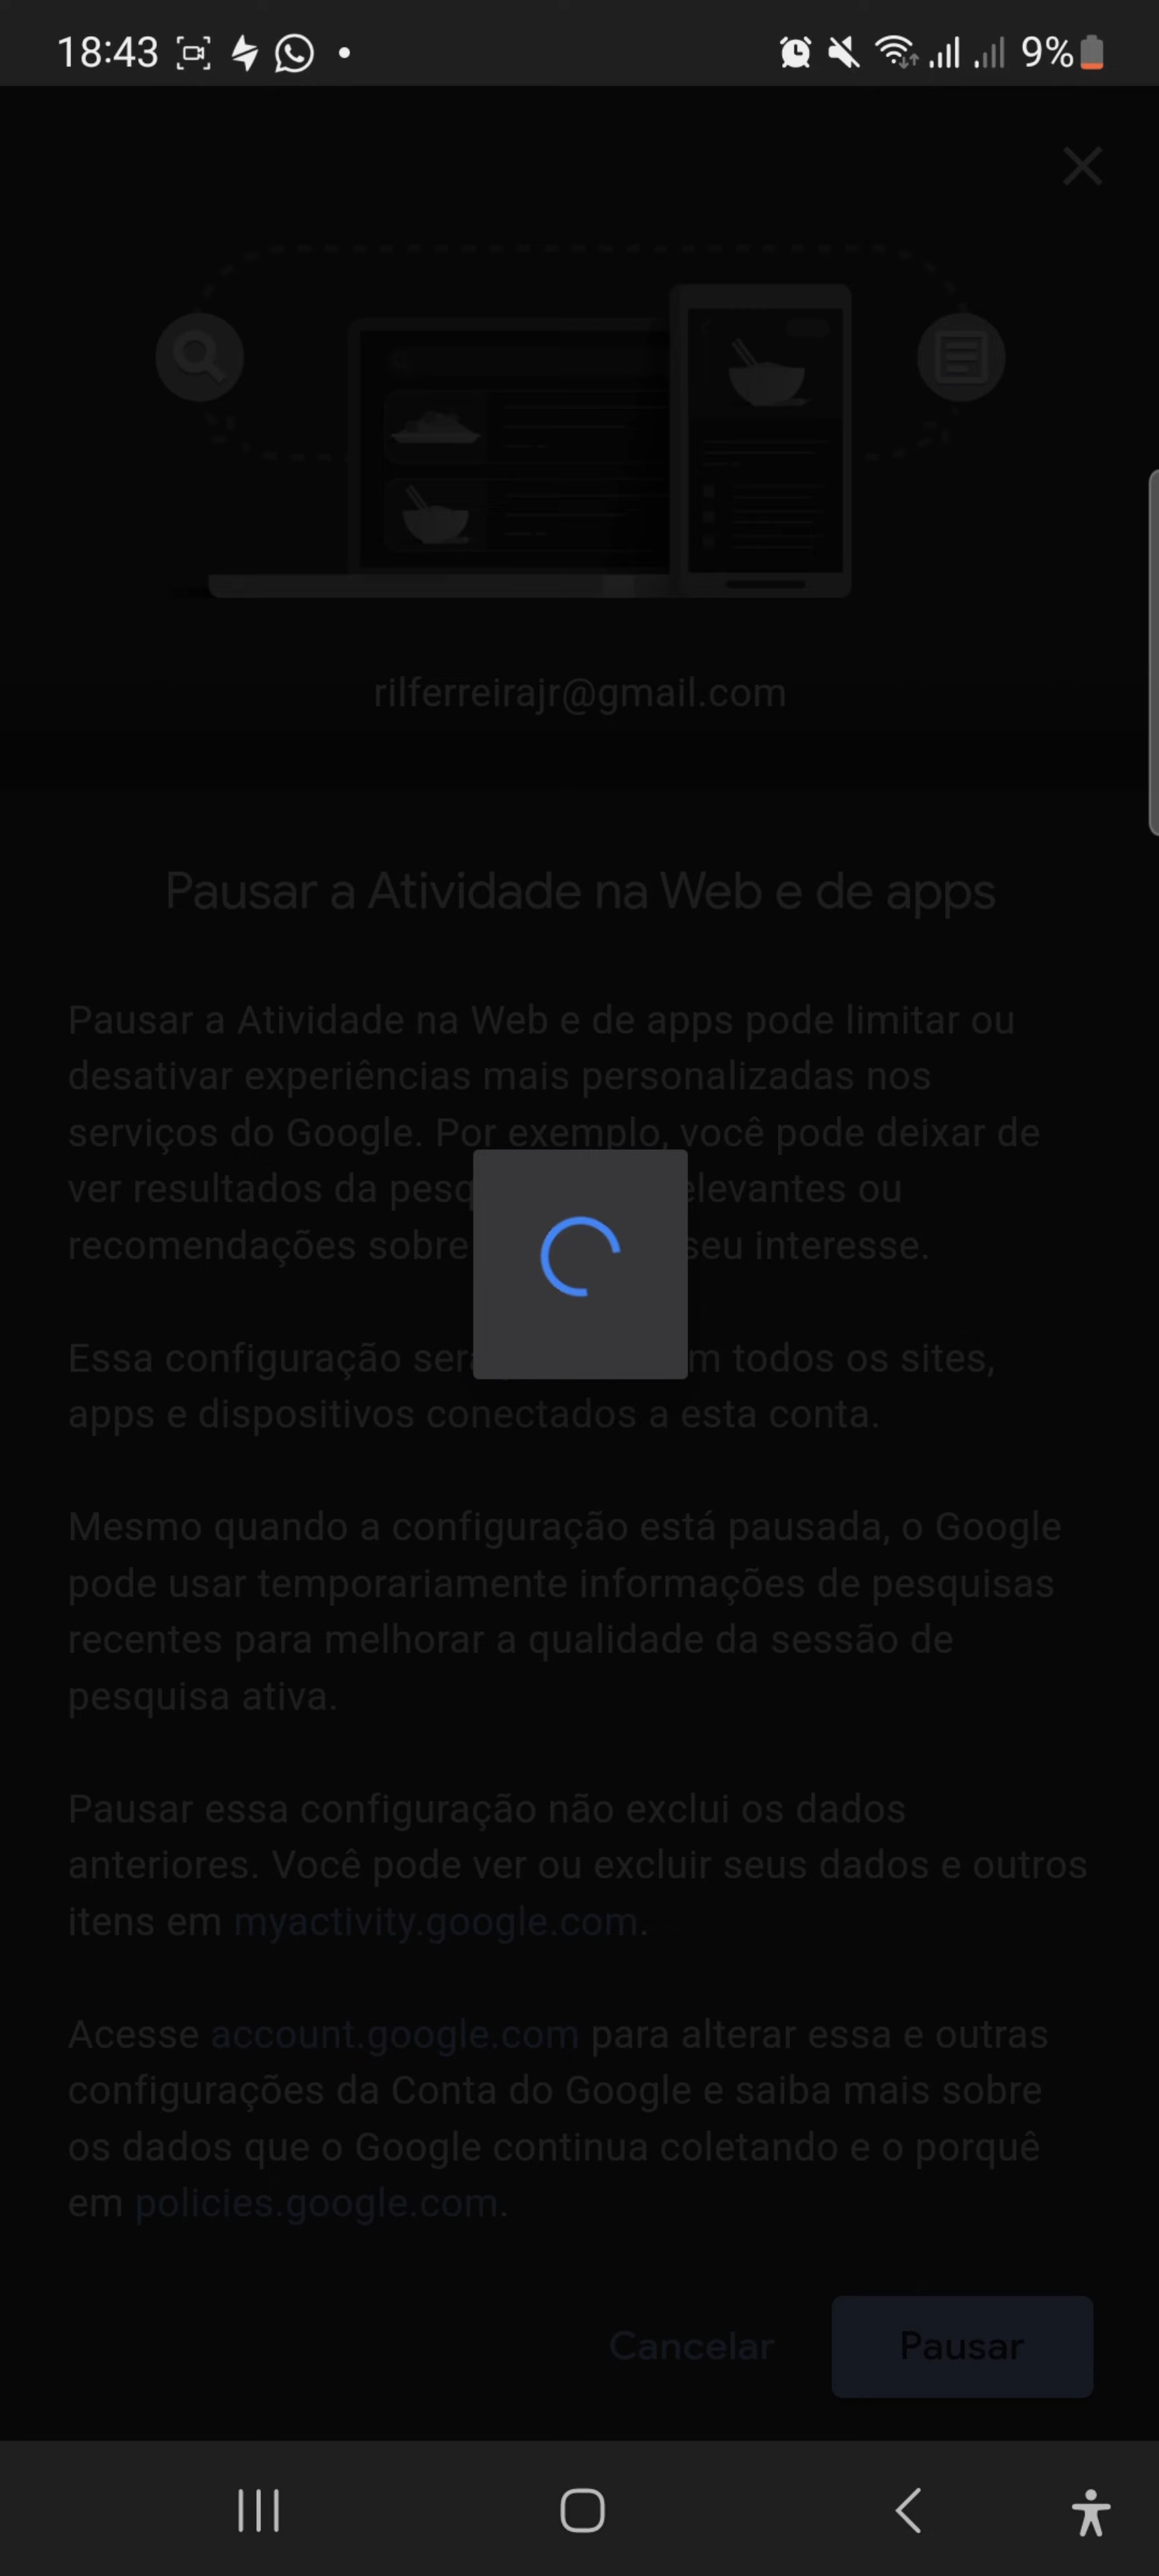 18:43
9%
rilferreirajr@gmail.com
Pausar a Atividade na Web e de apps
Pausar a Atividade na Web e de apps pode limitar ou
desativar experiências mais personalizadas nos
serviços do Google. Por exemplo, você pode deixar de
ver resultados da pesq elevantes ou
recomendações sobre seu interesse.
Essa configuração ser m todos os sites,
apps e dispositivos conectados a esta conta.
Mesmo quando a configuração está pausada, o Google
pode usar temporariamente informações de pesquisas
recentes para melhorar a qualidade da sessão de
pesquisa ativa.
Pausar essa configuração não exclui os dados
anteriores. Você pode ver ou excluir seus dados e outros
itens em myactivity.google.com.
Acesse account.google.com para alterar essa e outras
configurações da Conta do Google e saiba mais sobre
os dados que o Google continua coletando e o porquê
em policies.google.com.
Cancelar Pausar